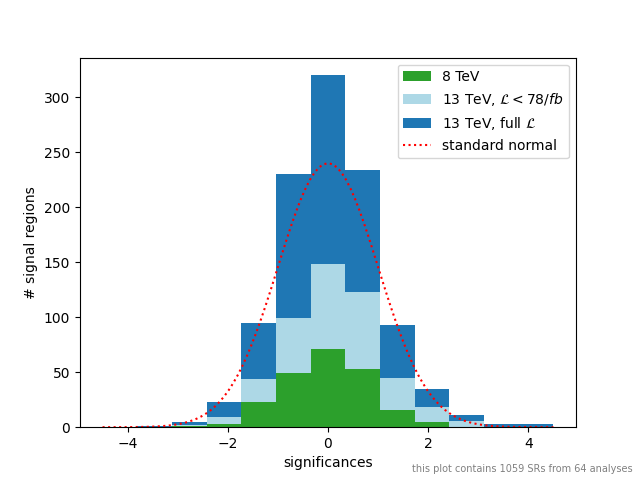 8 TeV
13 TeV, ℒ < 78/fb
13 TeV, full ℒ
standard normal
300
250
200
150
100
50
0
# signal regions
−4 −2 0 2 4
significances
this plot contains 1059 SRs from 64 analyses